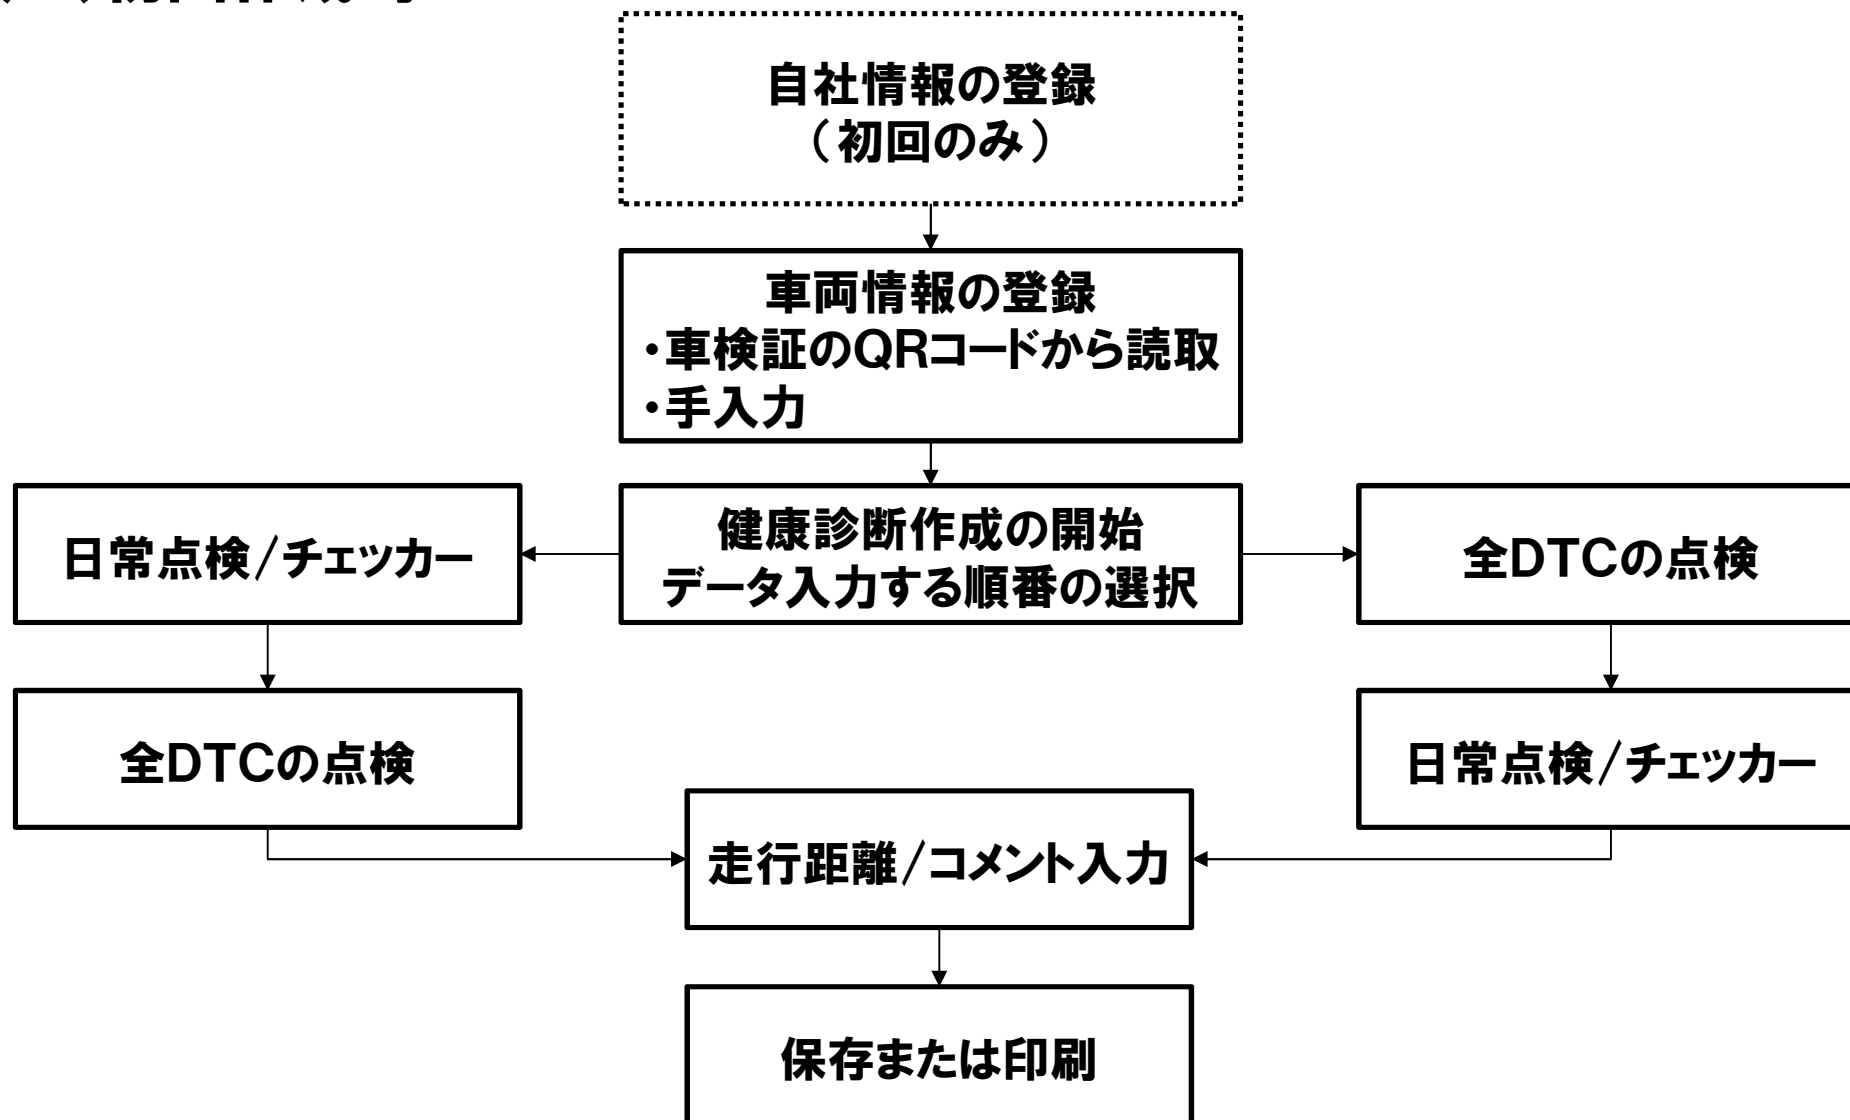 自社情報の登録
（初回のみ）
車両情報の登録
・車検証のQRコードから読取
・手入力
日常点検/チェッカー
健康診断作成の開始
データ入力する順番の選択
全DTCの点検
全DTCの点検
日常点検/チェッカー
走行距離/コメント入力
保存または印刷